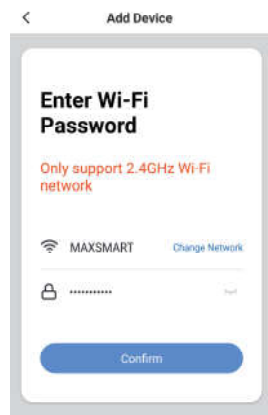 Add Device
Enter Wi-Fi
Password
Only support 2.4GHz Wi-Fi
network
MAXSMART Change Network
•••••••••••
Confirm